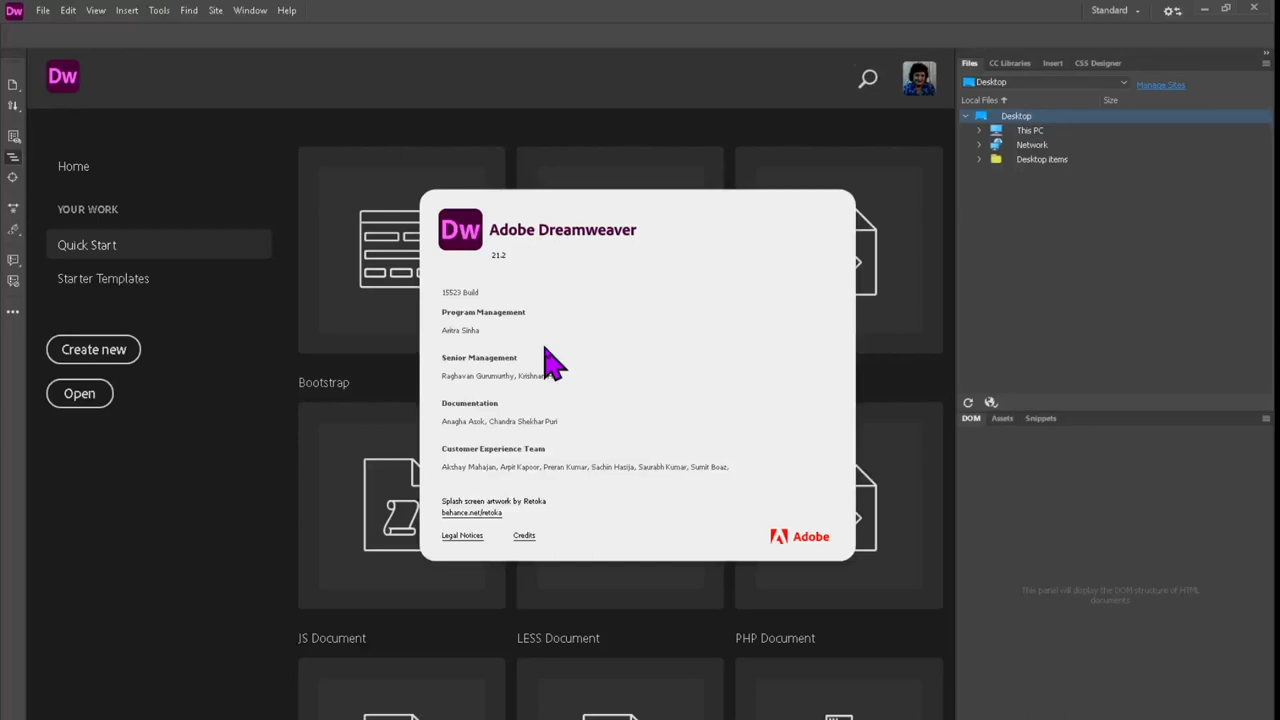 Dw File Edit View Insert Tools Find Site Window Help Standard
Dw
Files CC Libraries Insert CSS Designer
Desktop Manage Sites
Local Files Size
Desktop
This PC
Network
Desktop items
Home
YOUR WORK
Quick Start
Starter Templates
Create new
Open
Bootstrap
JS Document LESS Document PHP Document
Dw Adobe Dreamweaver
21.2
15523 Build
Program Management
Aritra Sinha
Senior Management
Raghavan Gurumurthy,
Documentation
Anagha Asok, Chandra Shekhar Puri
Customer Experience Team
Akshay Mahajan, Arpit Kapoor, Preran Kumar, Sachin Hasija, Saurabh Kumar, Sumit Boaz,
Splash screen artwork by Retoka
behance.net/retoka
Legal Notices Credits
Adobe
DOM Assets Snippets
This panel will display the DOM structure of HTML
documents.